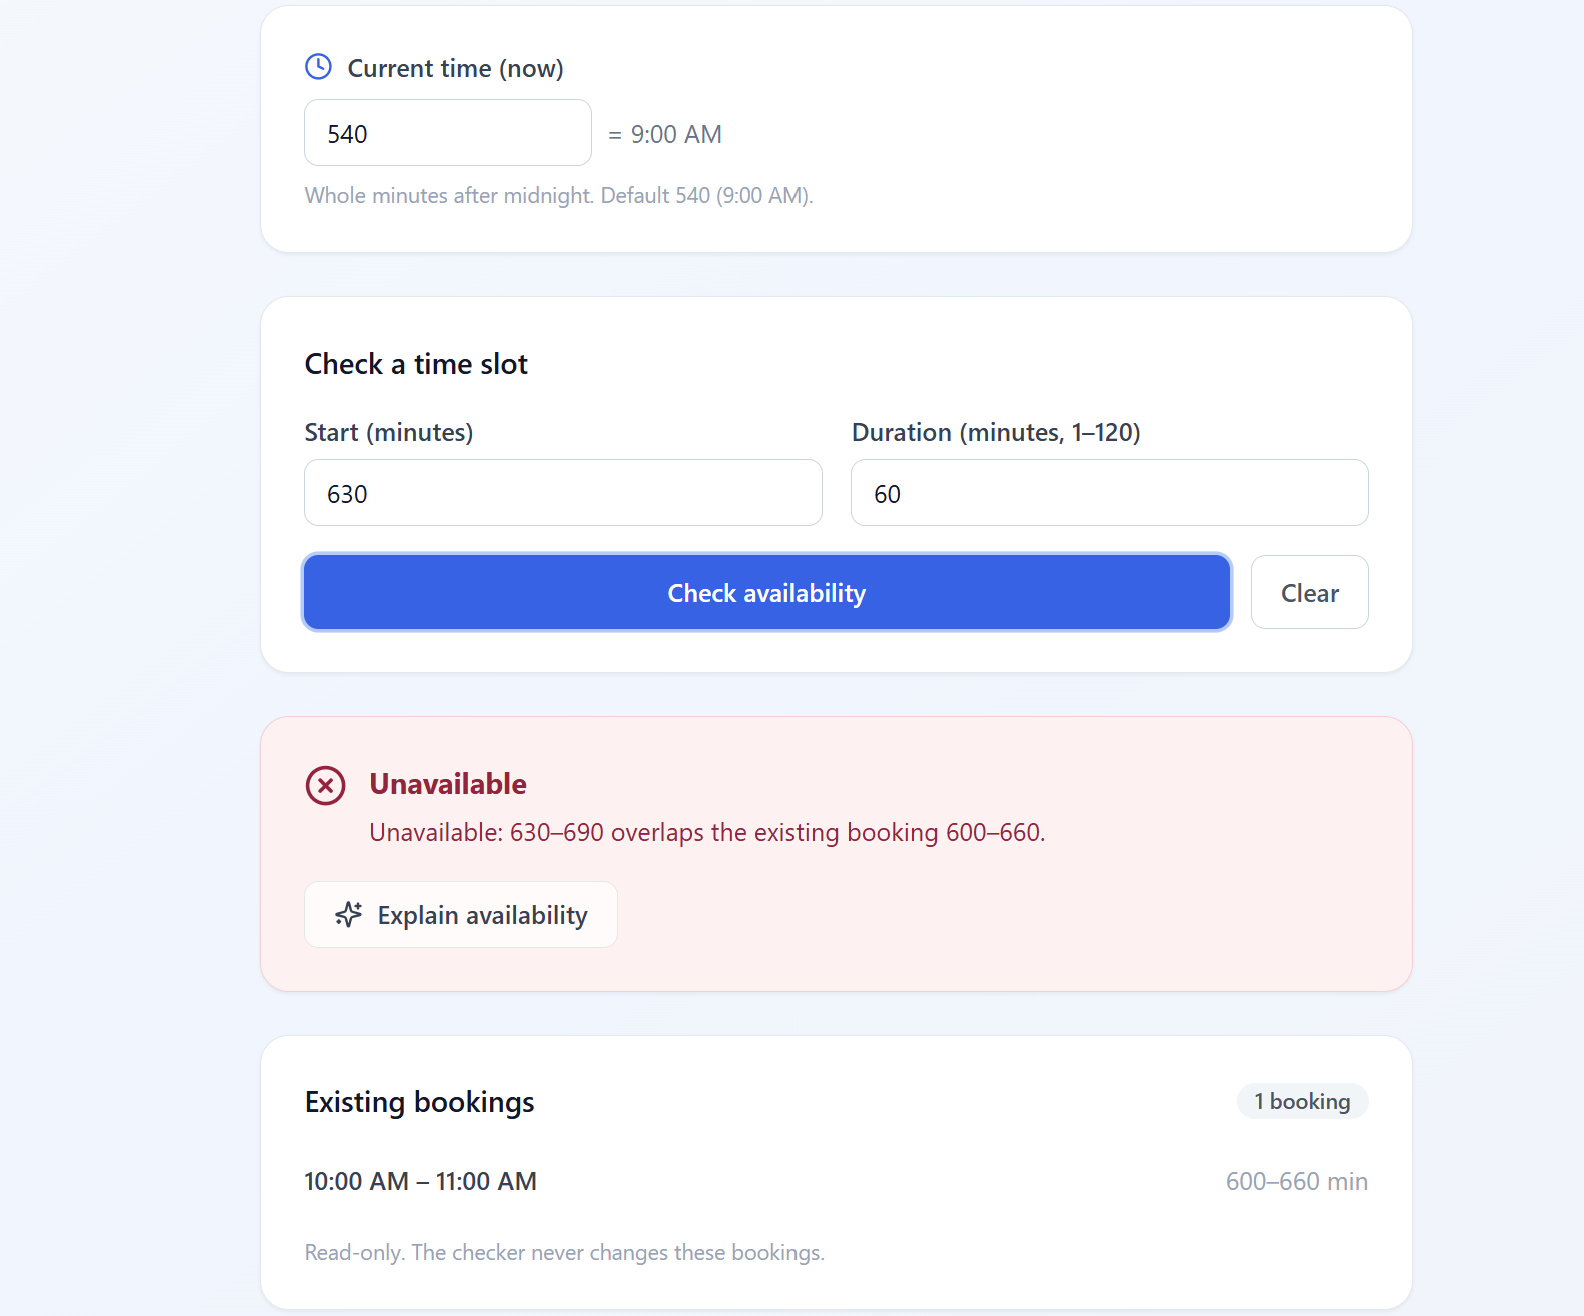 Current time (now)
540
= 9:00 AM
Whole minutes after midnight. Default 540 (9:00 AM).
Check a time slot
Start (minutes)
Duration (minutes, 1–120)
630
60
Check availability
Clear
Unavailable
Unavailable: 630–690 overlaps the existing booking 600–660.
Explain availability
Existing bookings
1 booking
10:00 AM – 11:00 AM
600–660 min
Read-only. The checker never changes these bookings.